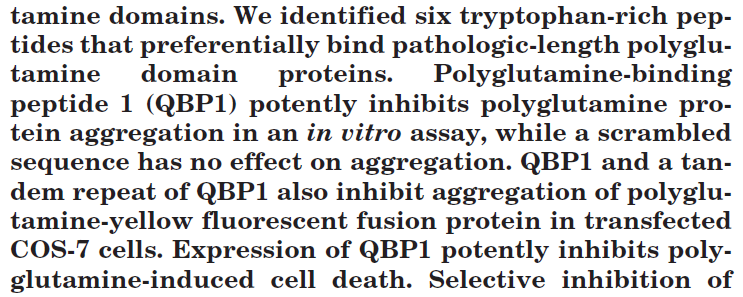 tamine domains. We identified six tryptophan-rich pep-
tides that preferentially bind pathologic-length polyglu-
tamine domain proteins. Polyglutamine-binding
peptide 1 (QBP1) potently inhibits polyglutamine pro-
tein aggregation in an in vitro assay, while a scrambled
sequence has no effect on aggregation. QBP1 and a tan-
dem repeat of QBP1 also inhibit aggregation of polyglu-
tamine-yellow fluorescent fusion protein in transfected
COS-7 cells. Expression of QBP1 potently inhibits poly-
glutamine-induced cell death. Selective inhibition of